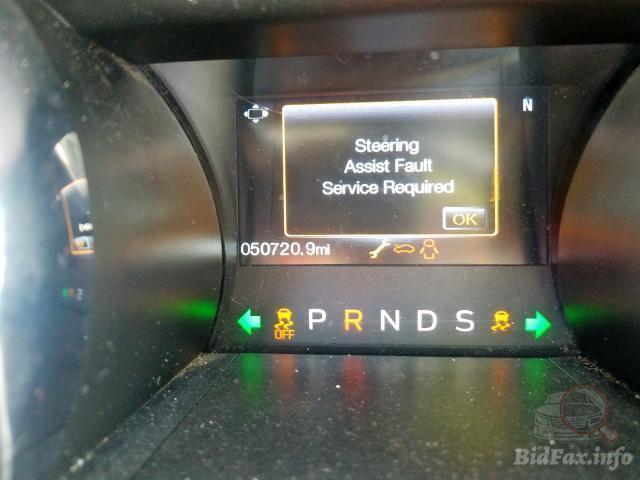 N
Steering
Assist Fault
Service Required
OK
050720.9mi
OFF P R N D S
BidFax.info